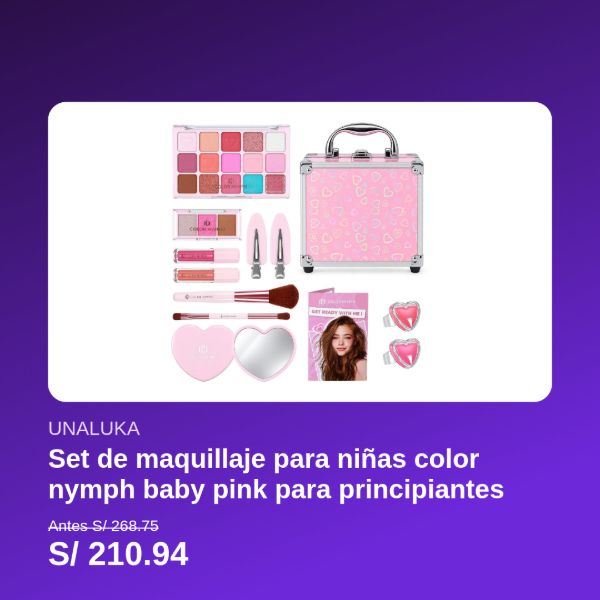 GET READY WITH ME!
UNALUKA
Set de maquillaje para niñas color
nymph baby pink para principiantes
Antes S/ 268.75
S/ 210.94